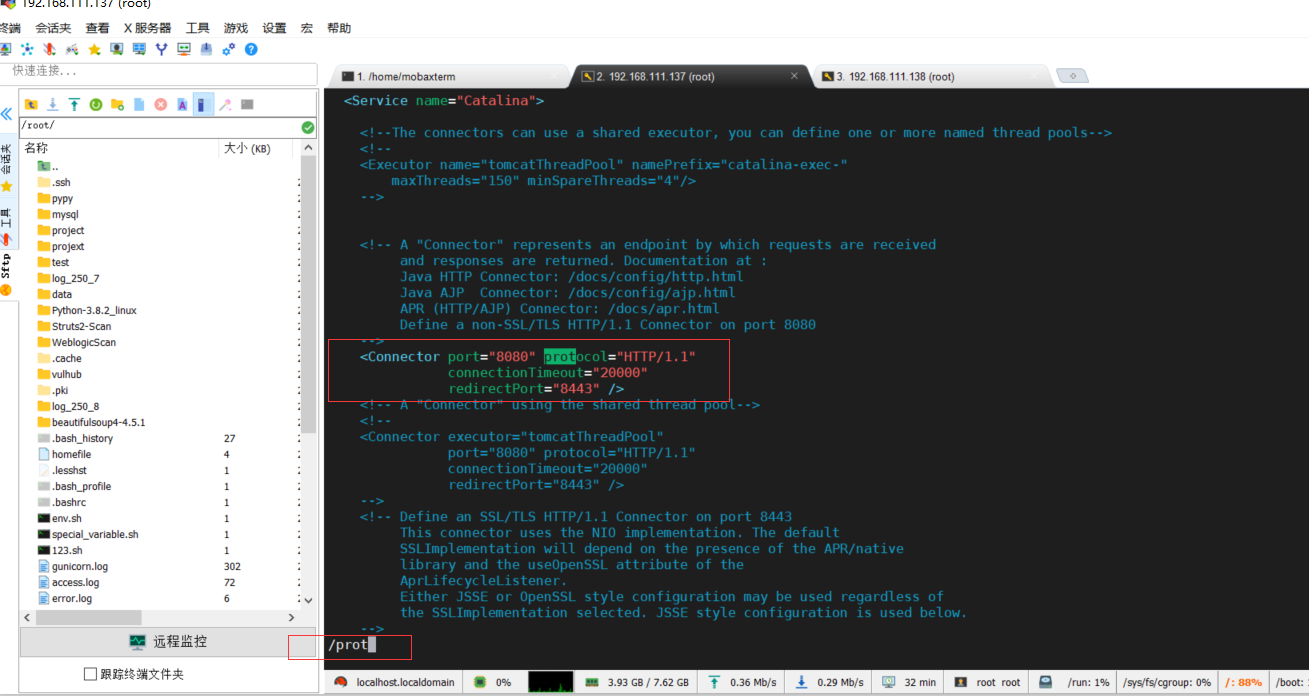 192.168.111.137 (root)
终端 会话夹 查看 X 服务器 工具 游戏 设置 宏 帮助
快速连接...
1. /home/mobaxterm
2. 192.168.111.137 (root)
3. 192.168.111.138 (root)
/root/
名称 大小 (KB)
..
.ssh
pypy
mysql
project
projext
test
log_250_7
data
Python-3.8.2_linux
Struts2-Scan
WeblogicScan
.cache
vulhub
.pki
log_250_8
beautifulsoup4-4.5.1
.bash_history 27
homefile 4
.lesshst 1
.bash_profile 1
.bashrc 1
env.sh 1
special_variable.sh 1
123.sh 1
gunicorn.log 302
access.log 72
error.log 6
会话夹
工具
Sftp
远程监控
跟踪终端文件夹
<Service name="Catalina">
<!--The connectors can use a shared executor, you can define one or more named thread pools-->
<!--
<Executor name="tomcatThreadPool" namePrefix="catalina-exec-"
maxThreads="150" minSpareThreads="4"/>
-->
<!-- A "Connector" represents an endpoint by which requests are received
and responses are returned. Documentation at :
Java HTTP Connector: /docs/config/http.html
Java AJP  Connector: /docs/config/ajp.html
APR (HTTP/AJP) Connector: /docs/apr.html
Define a non-SSL/TLS HTTP/1.1 Connector on port 8080
-->
<Connector port="8080" protocol="HTTP/1.1"
connectionTimeout="20000"
redirectPort="8443" />
<!-- A "Connector" using the shared thread pool-->
<!--
<Connector executor="tomcatThreadPool"
port="8080" protocol="HTTP/1.1"
connectionTimeout="20000"
redirectPort="8443" />
-->
<!-- Define an SSL/TLS HTTP/1.1 Connector on port 8443
This connector uses the NIO implementation. The default
SSLImplementation will depend on the presence of the APR/native
library and the useOpenSSL attribute of the
AprLifecycleListener.
Either JSSE or OpenSSL style configuration may be used regardless of
the SSLImplementation selected. JSSE style configuration is used below.
-->
/prot
localhost.localdomain 0% 3.93 GB / 7.62 GB 0.36 Mb/s 0.29 Mb/s 32 min root root /run: 1% /sys/fs/cgroup: 0% /: 88% /boot: